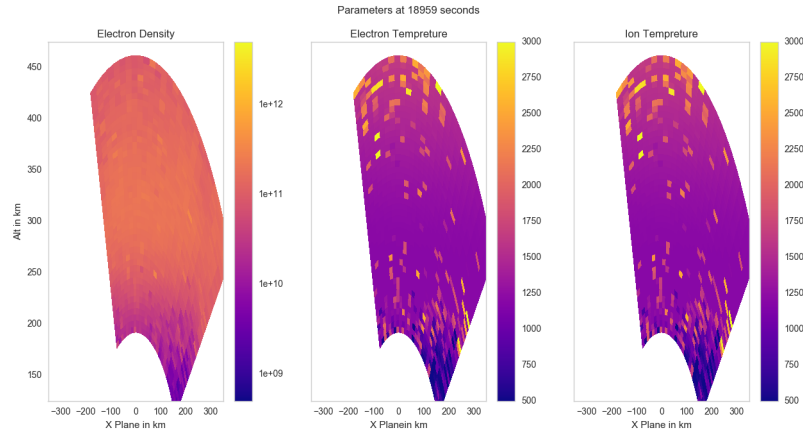 Parameters at 18959 seconds
Electron Density
Electron Tempreture
Ion Tempreture
Alt in km
450
400
350
300
250
200
150
−300 −200 −100 0 100 200 300
X Plane in km
1e+12
1e+11
1e+10
1e+09
−300 −200 −100 0 100 200 300
X Planein km
3000
2750
2500
2250
2000
1750
1500
1250
1000
750
500
−300 −200 −100 0 100 200 300
X Plane in km
3000
2750
2500
2250
2000
1750
1500
1250
1000
750
500